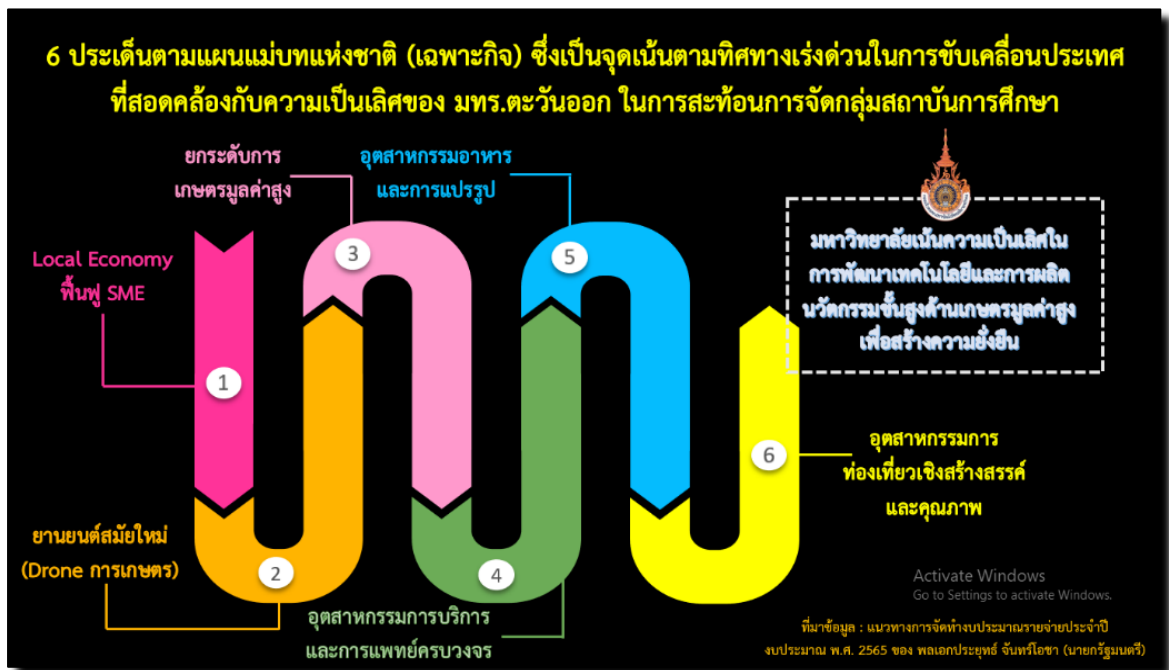 6 ประเด็นตามแผนแม่บทแห่งชาติ (เฉพาะกิจ) ซึ่งเป็นจุดเน้นตามทิศทางเร่งด่วนในการขับเคลื่อนประเทศ
ที่สอดคล้องกับความเป็นเลิศของ มทร.ตะวันออก ในการสะท้อนการจัดกลุ่มสถาบันการศึกษา
ยกระดับการ
เกษตรมูลค่าสูง
อุตสาหกรรมอาหาร
และการแปรรูป
มหาวิทยาลัยเน้นความเป็นเลิศใน
การพัฒนาเทคโนโลยีและการผลิต
นวัตกรรมขั้นสูงด้านเกษตรมูลค่าสูง
เพื่อสร้างความยั่งยืน
3
5
Local Economy
ฟื้นฟู SME
1
6
อุตสาหกรรมการ
ท่องเที่ยวเชิงสร้างสรรค์
และคุณภาพ
ยานยนต์สมัยใหม่
(Drone การเกษตร)
2
4
อุตสาหกรรมการบริการ
และการแพทย์ครบวงจร
Activate Windows
Go to Settings to activate Windows.
ที่มาข้อมูล : แนวทางการจัดทำงบประมาณรายจ่ายประจำปี
งบประมาณ พ.ศ. 2565 ของ พลเอกประยุทธ์ จันทร์โอชา (นายกรัฐมนตรี)